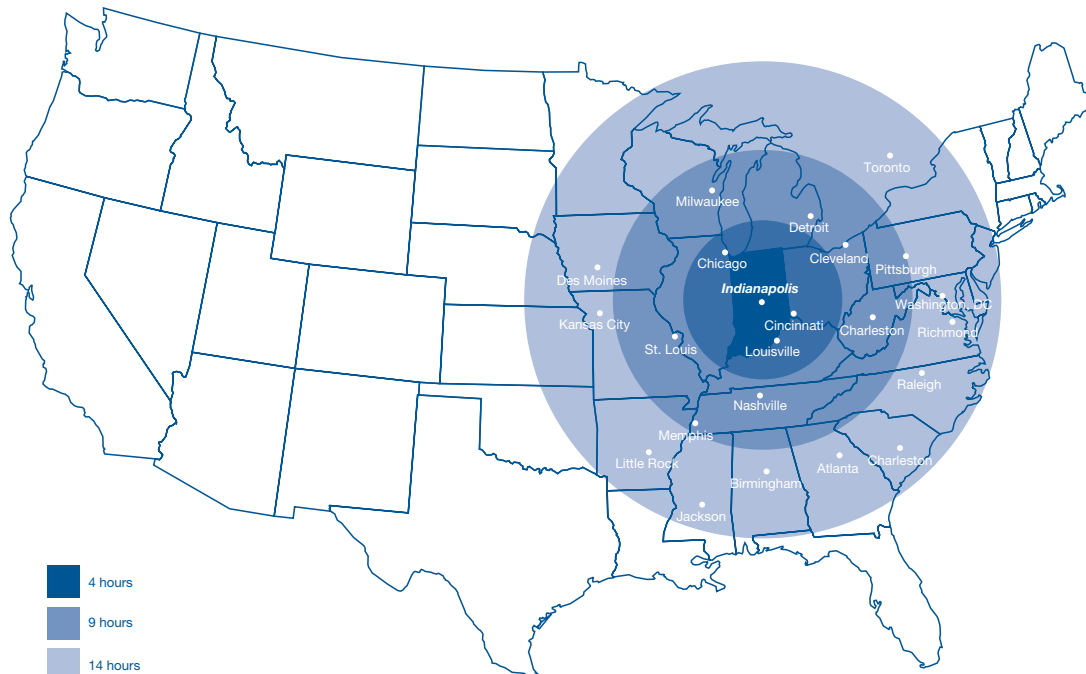 Toronto
Milwaukee
Detroit
Cleveland
Chicago
Pittsburgh
Des Moines
Indianapolis
Washington, DC
Kansas City
Cincinnati
Charleston
Richmond
St. Louis
Louisville
Raleigh
Nashville
Memphis
Little Rock
Atlanta
Charleston
Birmingham
Jackson
4 hours
9 hours
14 hours